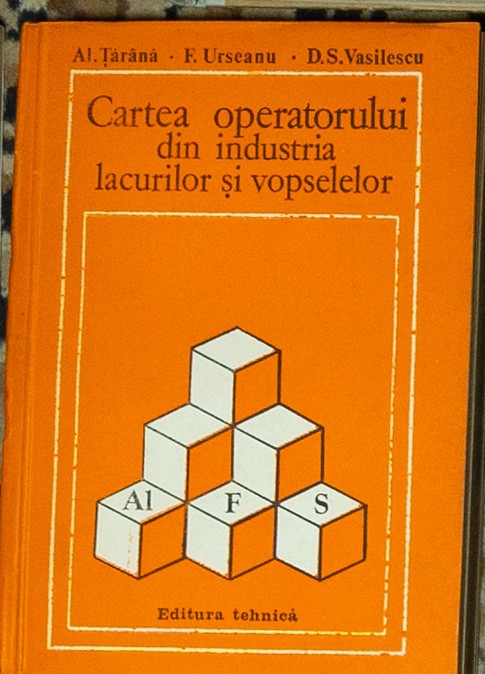 Al. Țărână · F. Urseanu · D.S. Vasilescu
Cartea operatorului
din industria
lacurilor și vopselelor
Al F S
Editura tehnică